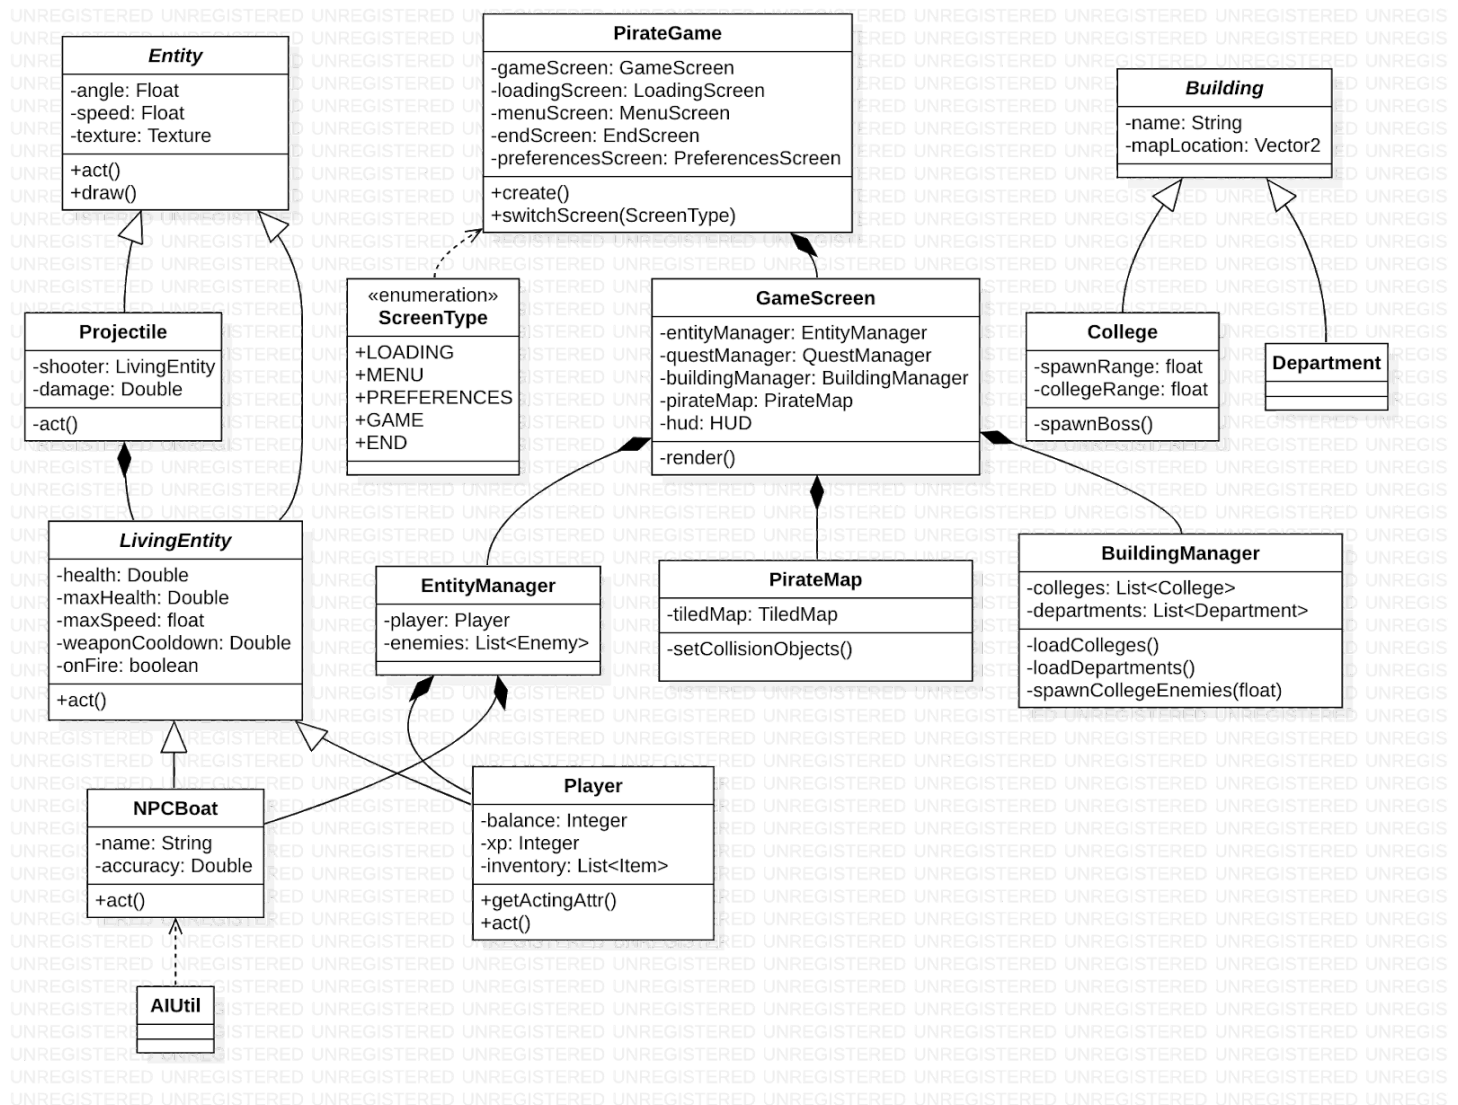 Entity
-angle: Float
-speed: Float
-texture: Texture
+act()
+draw()
PirateGame
-gameScreen: GameScreen
-loadingScreen: LoadingScreen
-menuScreen: MenuScreen
-endScreen: EndScreen
-preferencesScreen: PreferencesScreen
+create()
+switchScreen(ScreenType)
Building
-name: String
-mapLocation: Vector2
Projectile
-shooter: LivingEntity
-damage: Double
-act()
«enumeration»
ScreenType
+LOADING
+MENU
+PREFERENCES
+GAME
+END
GameScreen
-entityManager: EntityManager
-questManager: QuestManager
-buildingManager: BuildingManager
-pirateMap: PirateMap
-hud: HUD
-render()
College
-spawnRange: float
-collegeRange: float
-spawnBoss()
Department
LivingEntity
-health: Double
-maxHealth: Double
-maxSpeed: float
-weaponCooldown: Double
-onFire: boolean
+act()
EntityManager
-player: Player
-enemies: List<Enemy>
PirateMap
-tiledMap: TiledMap
-setCollisionObjects()
BuildingManager
-colleges: List<College>
-departments: List<Department>
-loadColleges()
-loadDepartments()
-spawnCollegeEnemies(float)
NPCBoat
-name: String
-accuracy: Double
+act()
Player
-balance: Integer
-xp: Integer
-inventory: List<Item>
+getActingAttr()
+act()
AIUtil
UNREGISTERED